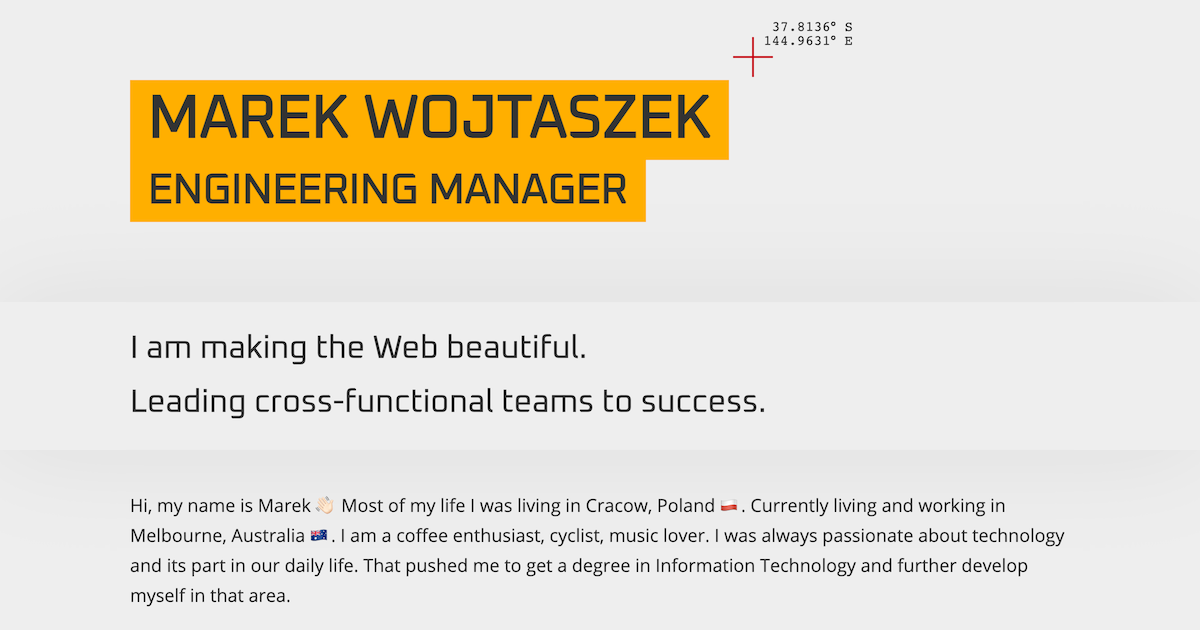 37.8136° S
144.9631° E
MAREK WOJTASZEK
ENGINEERING MANAGER
I am making the Web beautiful.
Leading cross-functional teams to success.
Hi, my name is Marek 👋🏻 Most of my life I was living in Cracow, Poland 🇵🇱 . Currently living and working in
Melbourne, Australia 🇦🇺 . I am a coffee enthusiast, cyclist, music lover. I was always passionate about technology
and its part in our daily life. That pushed me to get a degree in Information Technology and further develop
myself in that area.